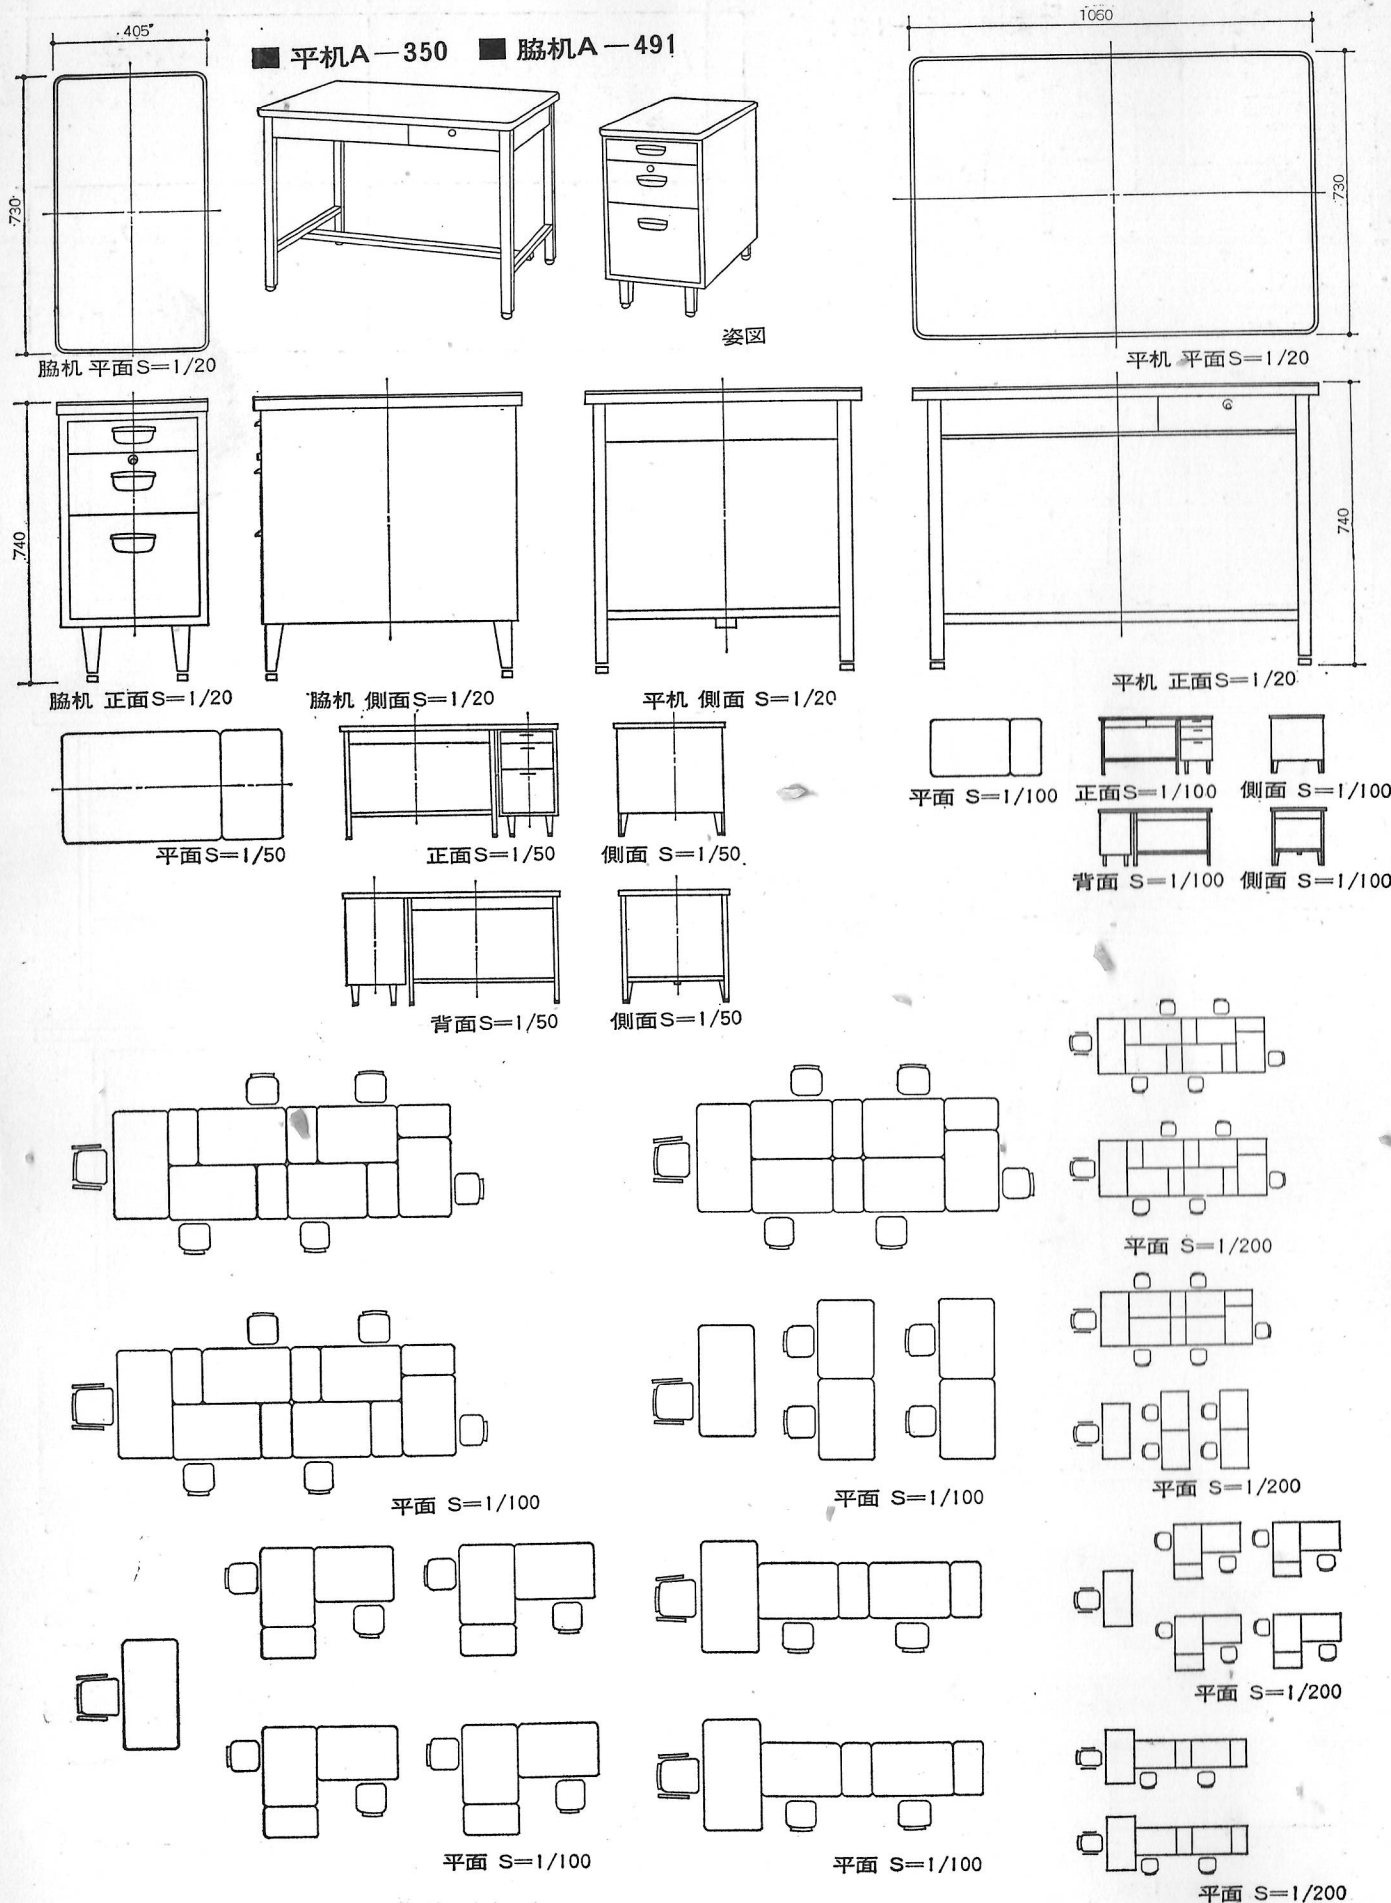 405
1060
■ 平机A－350 ■ 脇机A－491
730
730
姿図
脇机 平面S=1/20
平机 平面S=1/20
740
740
脇机 正面S=1/20
脇机 側面S=1/20
平机 側面 S=1/20
平机 正面S=1/20
平面S=1/50
正面S=1/50
側面 S=1/50
平面 S=1/100
正面S=1/100
側面 S=1/100
背面 S=1/100
側面 S=1/100
背面S=1/50
側面S=1/50
平面 S=1/200
平面 S=1/100
平面 S=1/100
平面 S=1/200
平面 S=1/200
平面 S=1/100
平面 S=1/100
平面 S=1/200